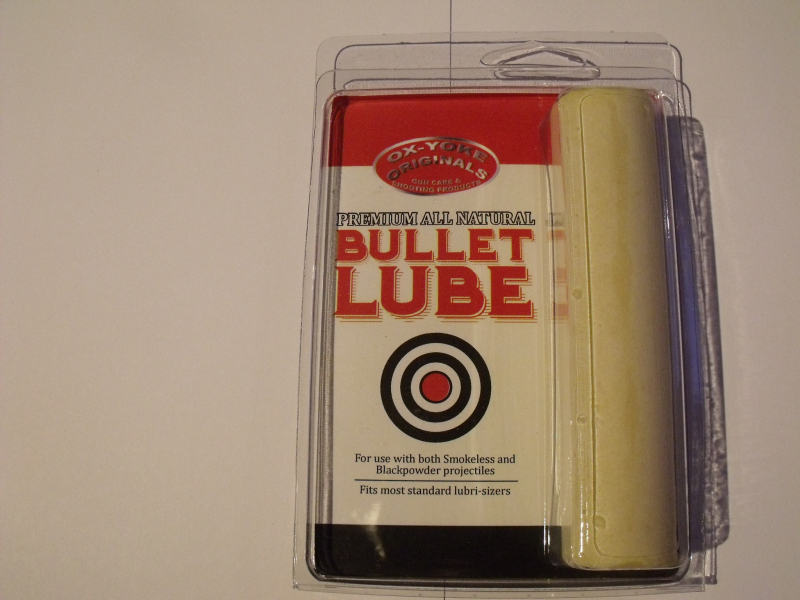 OX-YOKE
ORIGINALS
GUN CARE &
SHOOTING PRODUCTS
PREMIUM ALL NATURAL
BULLET
LUBE
For use with both Smokeless and
Blackpowder projectiles
Fits most standard lubri-sizers